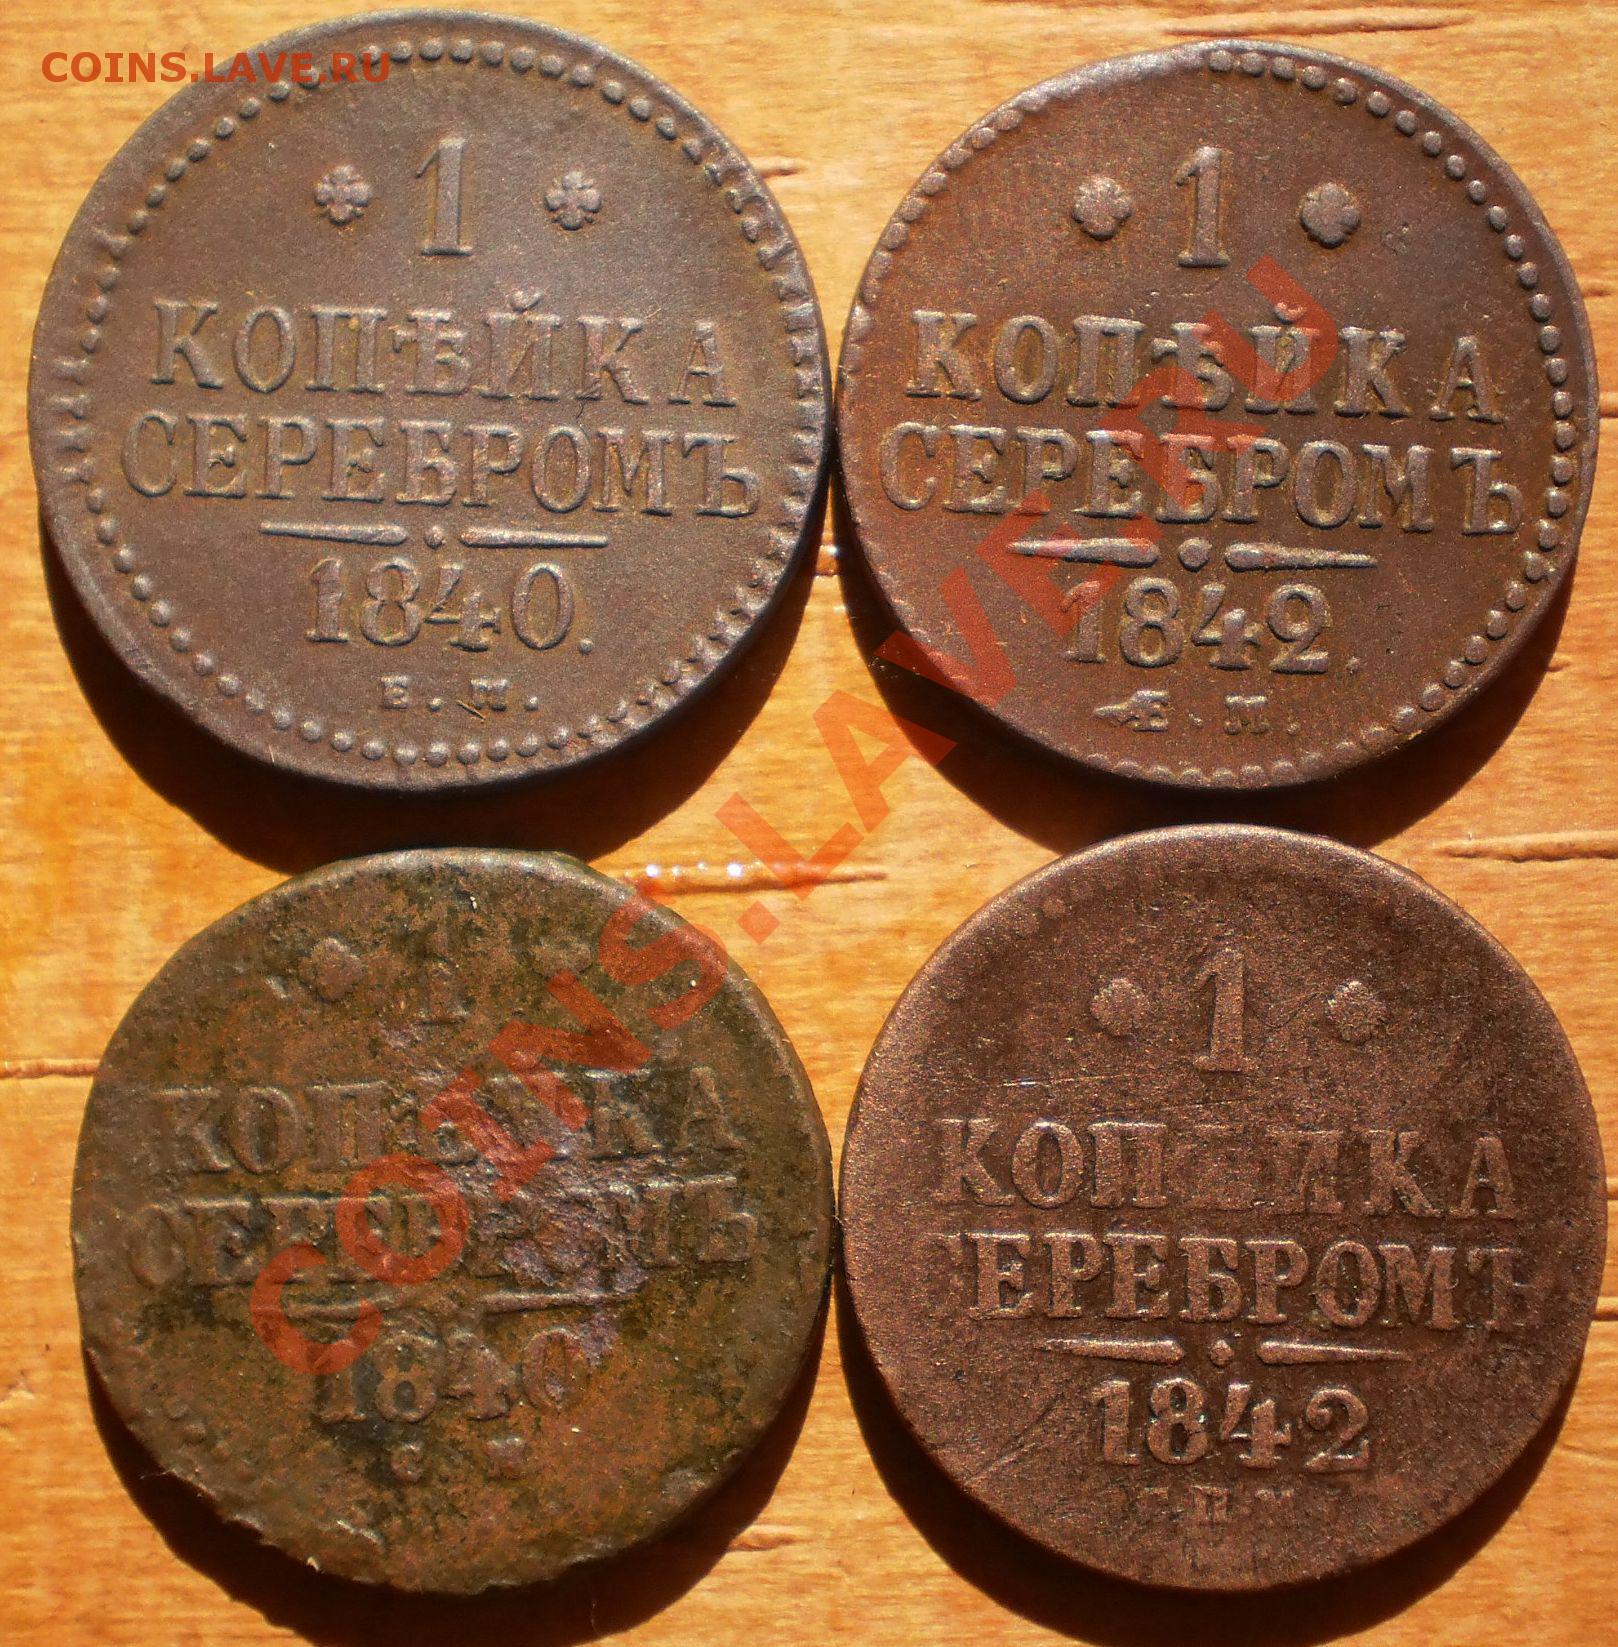 COINS.LAVE.RU
1
КОПѢЙКА
СЕРЕБРОМЪ
1840.
Е.М.
1
КОПѢЙКА
СЕРЕБРОМЪ
1842.
Е.М.
1
КОПѢЙКА
СЕРЕБРОМЪ
1840
С М
1
КОПѢЙКА
СЕРЕБРОМЪ
1842
С.П.М
COINS.LAVE.RU